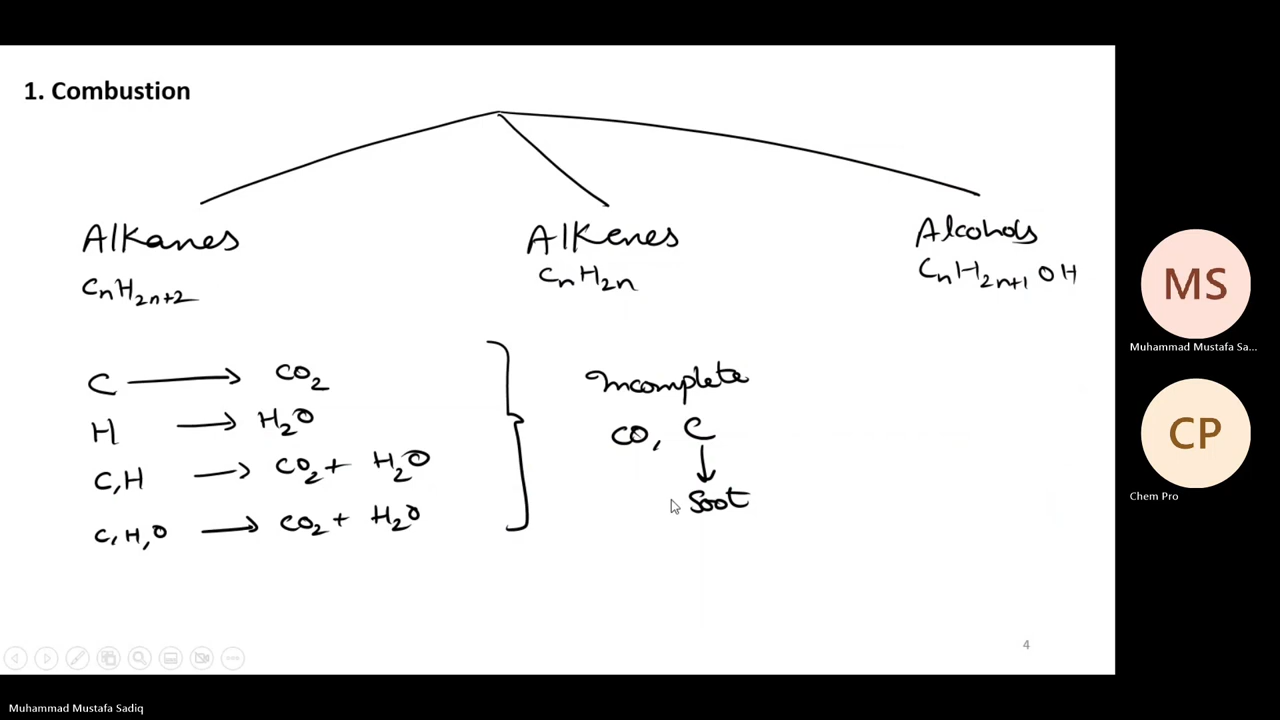 1. Combustion
Alkanes
CnH2n+2
Alkenes
CnH2n
Alcohols
CnH2n+1 OH
C ⟶ CO2
H ⟶ H2O
C,H ⟶ CO2 + H2O
C,H,O ⟶ CO2 + H2O
Incomplete
CO, C
↓
Soot
4
MS
Muhammad Mustafa Sa...
CP
Chem Pro
Muhammad Mustafa Sadiq